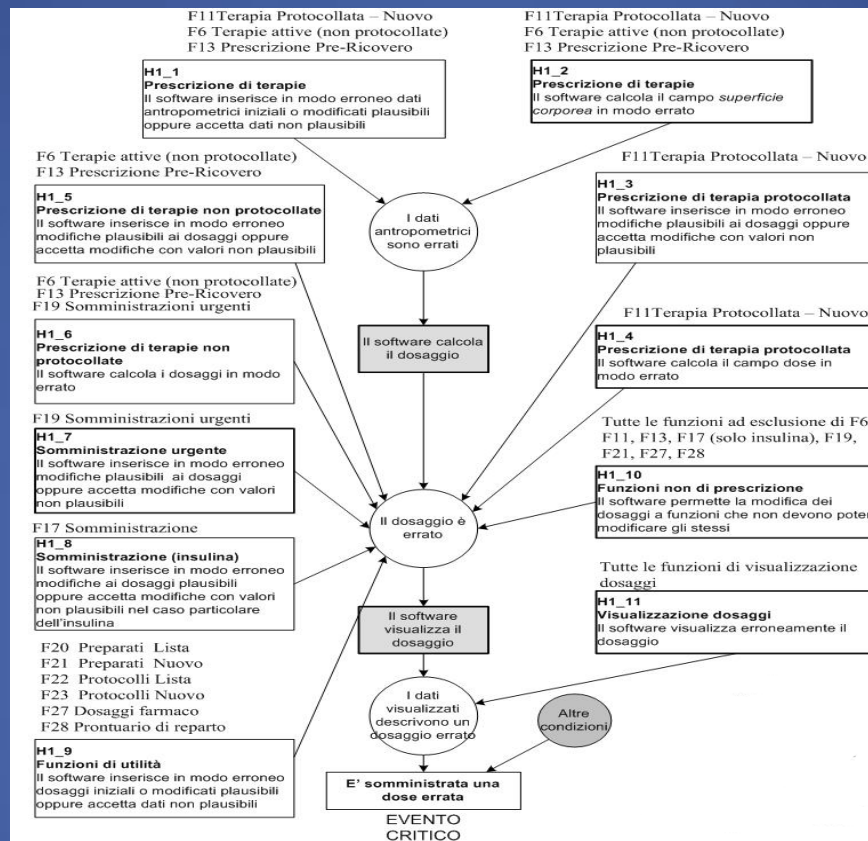 F11Terapia Protocollata – Nuovo
F6 Terapie attive (non protocollate)
F13 Prescrizione Pre-Ricovero
H1_1
Prescrizione di terapie
Il software inserisce in modo erroneo dati
antropometrici iniziali o modificati plausibili
oppure accetta dati non plausibili
F11Terapia Protocollata – Nuovo
F6 Terapie attive (non protocollate)
F13 Prescrizione Pre-Ricovero
H1_2
Prescrizione di terapie
Il software calcola il campo superficie
corporea in modo errato
F6 Terapie attive (non protocollate)
F13 Prescrizione Pre-Ricovero
H1_5
Prescrizione di terapie non protocollate
Il software inserisce in modo erroneo
modifiche plausibili ai dosaggi oppure
accetta modifiche con valori non plausibili
I dati
antropometrici
sono errati
F11Terapia Protocollata – Nuovo
H1_3
Prescrizione di terapia protocollata
Il software inserisce in modo erroneo
modifiche plausibili ai dosaggi oppure
accetta modifiche con valori non
plausibili
F6 Terapie attive (non protocollate)
F13 Prescrizione Pre-Ricovero
F19 Somministrazioni urgenti
H1_6
Prescrizione di terapie non
protocollate
Il software calcola i dosaggi in modo
errato
Il software calcola
il dosaggio
F11Terapia Protocollata – Nuovo
H1_4
Prescrizione di terapia protocollata
Il software calcola il campo dose in
modo errato
F19 Somministrazioni urgenti
H1_7
Somministrazione urgente
Il software inserisce in modo erroneo
modifiche plausibili ai dosaggi
oppure accetta modifiche con valori
non plausibili
Il dosaggio è
errato
Tutte le funzioni ad esclusione di F6
F11, F13, F17 (solo insulina), F19,
F21, F27, F28
H1_10
Funzioni non di prescrizione
Il software permette la modifica dei
dosaggi a funzioni che non devono poter
modificare gli stessi
F17 Somministrazione
H1_8
Somministrazione (insulina)
Il software inserisce in modo erroneo
modifiche ai dosaggi plausibili
oppure accetta modifiche con valori
non plausibili nel caso particolare
dell'insulina
Il software
visualizza il
dosaggio
Tutte le funzioni di visualizzazione
dosaggi
H1_11
Visualizzazione dosaggi
Il software visualizza erroneamente il
dosaggio
F20 Preparati Lista
F21 Preparati Nuovo
F22 Protocolli Lista
F23 Protocolli Nuovo
F27 Dosaggi farmaco
F28 Prontuario di reparto
H1_9
Funzioni di utilità
Il software inserisce in modo erroneo
dosaggi iniziali o modificati plausibili
oppure accetta dati non plausibili
I dati
visualizzati
descrivono un
dosaggio errato
Altre
condizioni
E' somministrata una
dose errata
EVENTO
CRITICO